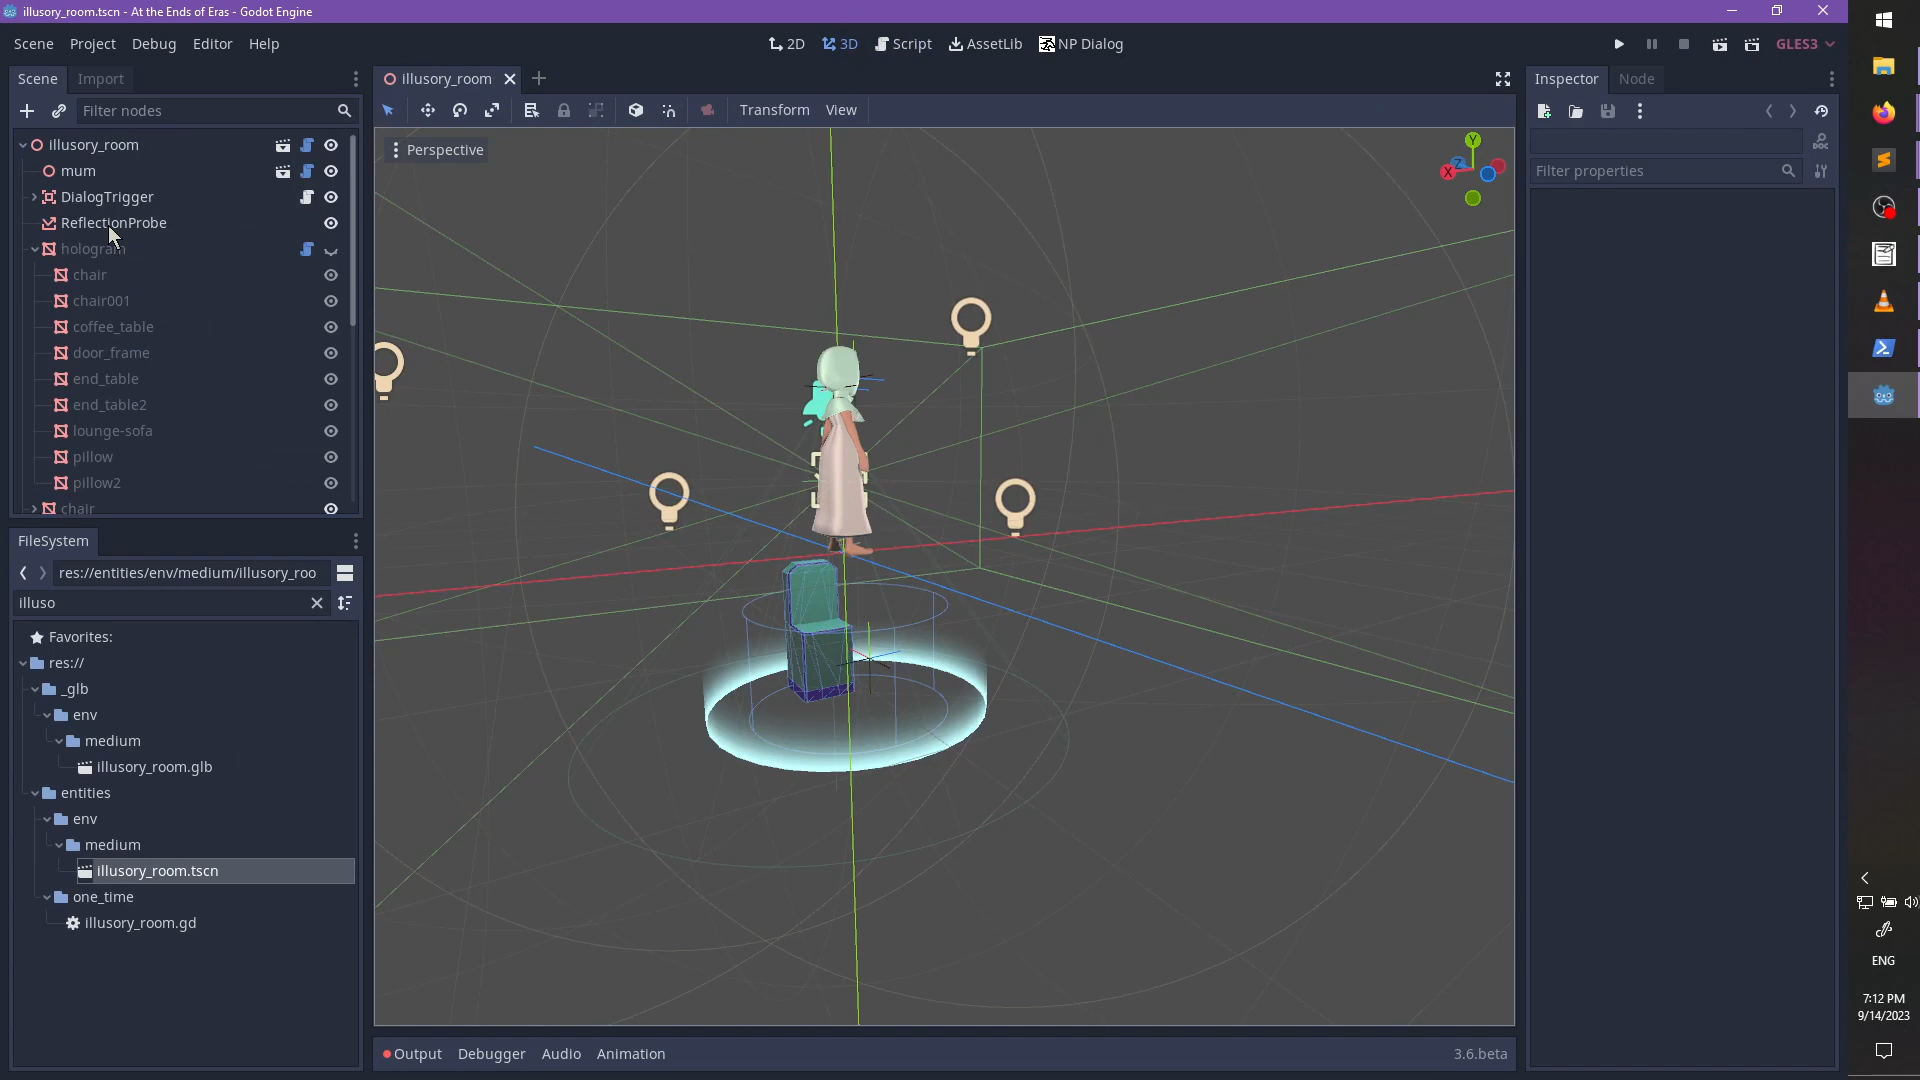 illusory_room.tscn - At the Ends of Eras - Godot Engine
Scene Project Debug Editor Help
2D 3D Script AssetLib NP Dialog
GLES3
Scene Import
illusory_room
Inspector Node
Filter nodes
Transform View
illusory_room
mum
DialogTrigger
ReflectionProbe
hologram
chair
chair001
coffee_table
door_frame
end_table
end_table2
lounge-sofa
pillow
pillow2
chair
Perspective
Y
Z
X
DOC
Filter properties
FileSystem
res://entities/env/medium/illusory_roo
illuso
Favorites:
res://
_glb
env
medium
illusory_room.glb
entities
env
medium
illusory_room.tscn
one_time
illusory_room.gd
Output Debugger Audio Animation
3.6.beta
ENG
7:12 PM
9/14/2023